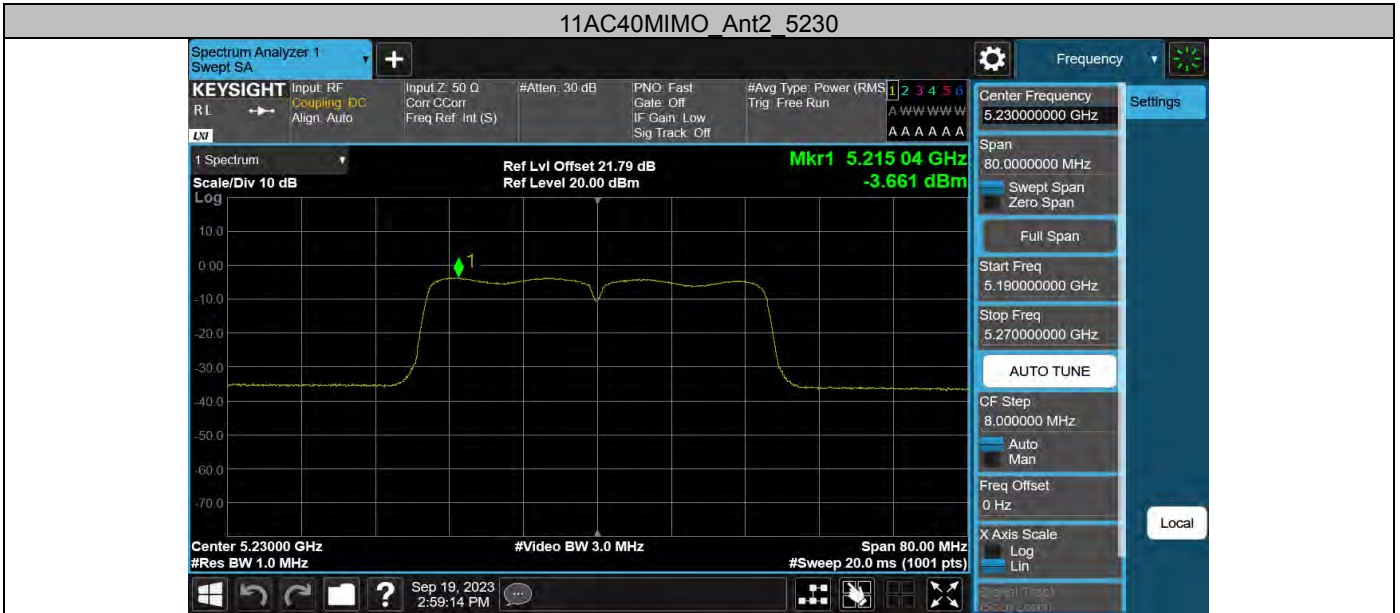 11AC40MIMO_Ant2_5230
Spectrum Analyzer 1
Swept SA
Frequency
KEYSIGHT
RL
LXI
Input: RF
Coupling: DC
Align: Auto
Input Z: 50 Ω
Corr CCorr
Freq Ref: Int (S)
#Atten: 30 dB
PNO: Fast
Gate: Off
IF Gain: Low
Sig Track: Off
#Avg Type: Power (RMS
Trig: Free Run
1 2 3 4 5 6
A W W W W W
A A A A A A
1 Spectrum
Scale/Div 10 dB
Ref Lvl Offset 21.79 dB
Ref Level 20.00 dBm
Mkr1 5.215 04 GHz
-3.661 dBm
Log
10.0
0.00
-10.0
-20.0
-30.0
-40.0
-50.0
-60.0
-70.0
1
Center 5.23000 GHz
#Res BW 1.0 MHz
#Video BW 3.0 MHz
Span 80.00 MHz
#Sweep 20.0 ms (1001 pts)
Center Frequency
5.230000000 GHz
Settings
Span
80.0000000 MHz
Swept Span
Zero Span
Full Span
Start Freq
5.190000000 GHz
Stop Freq
5.270000000 GHz
AUTO TUNE
CF Step
8.000000 MHz
Auto
Man
Freq Offset
0 Hz
X Axis Scale
Log
Lin
Local
Signal Track
(Span Zoom)
?
Sep 19, 2023
2:59:14 PM